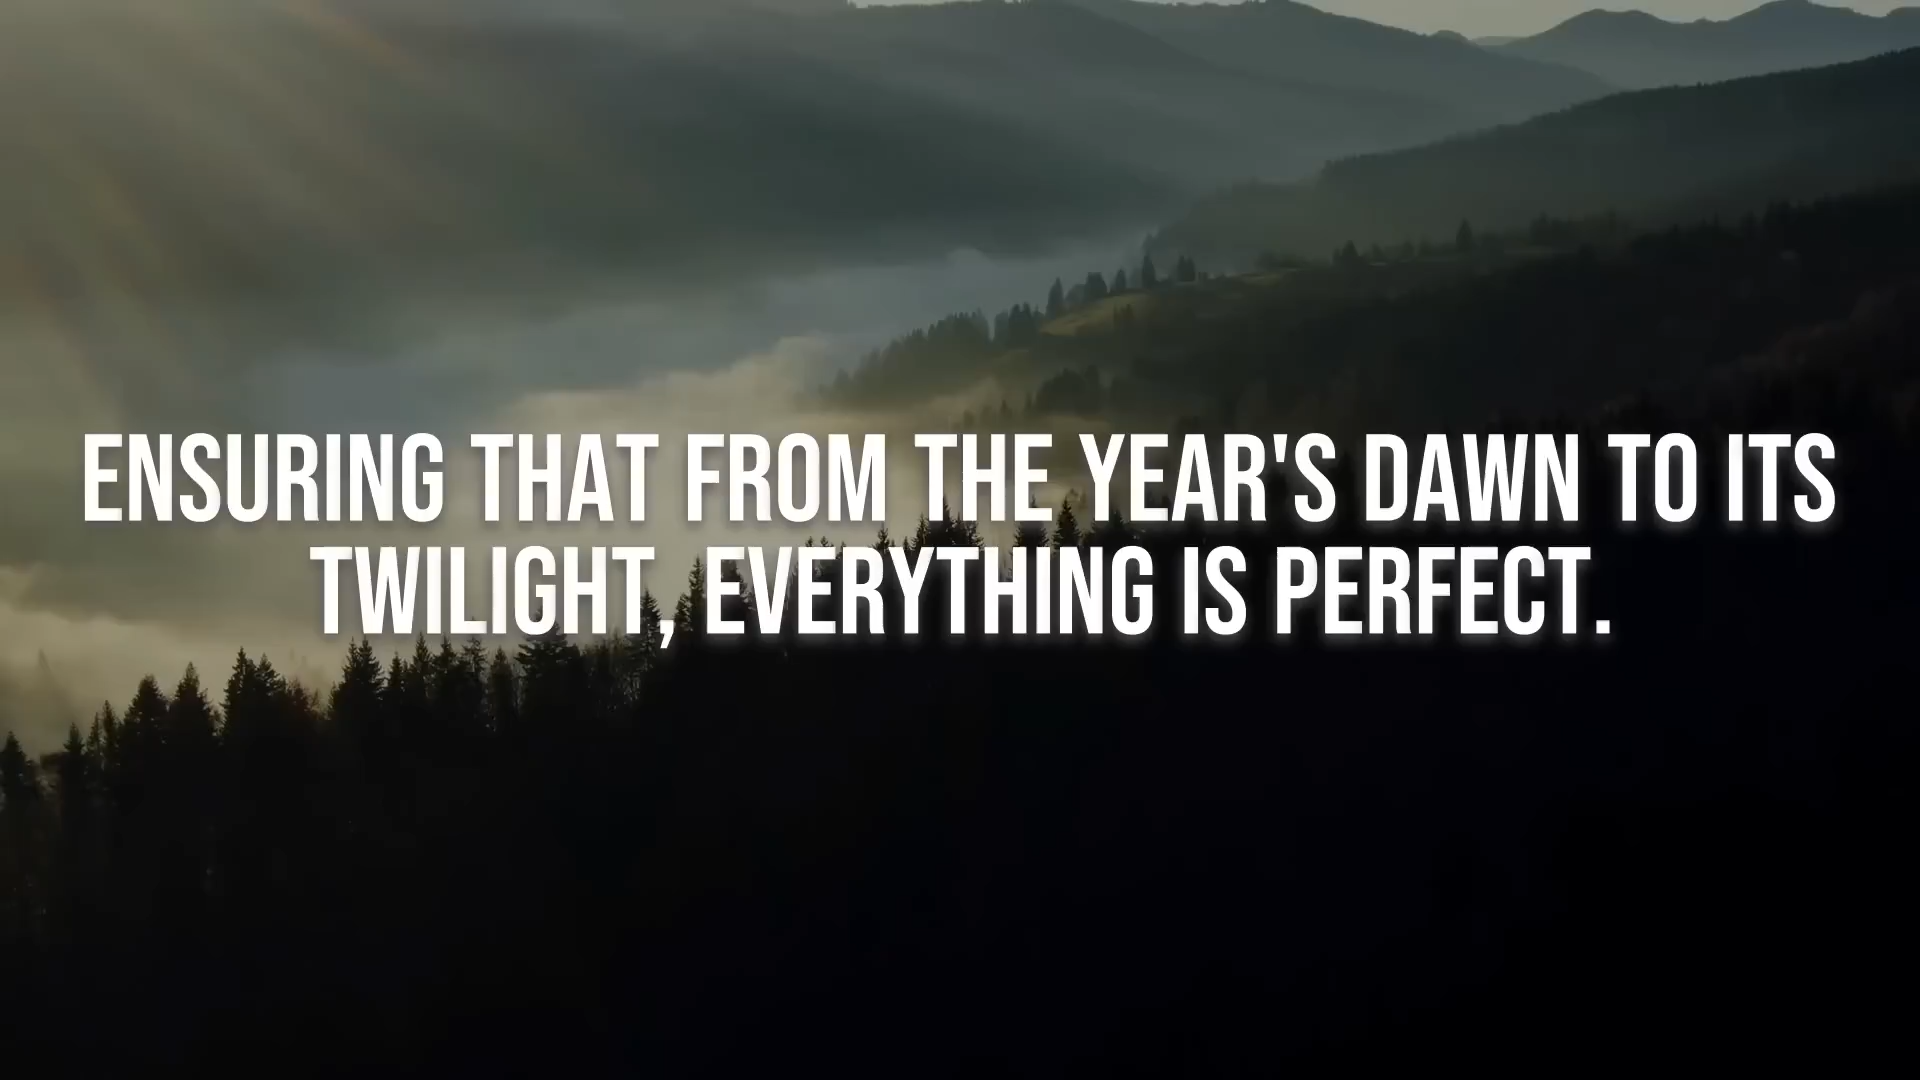 ENSURING THAT FROM THE YEAR'S DAWN TO ITS
TWILIGHT, EVERYTHING IS PERFECT.